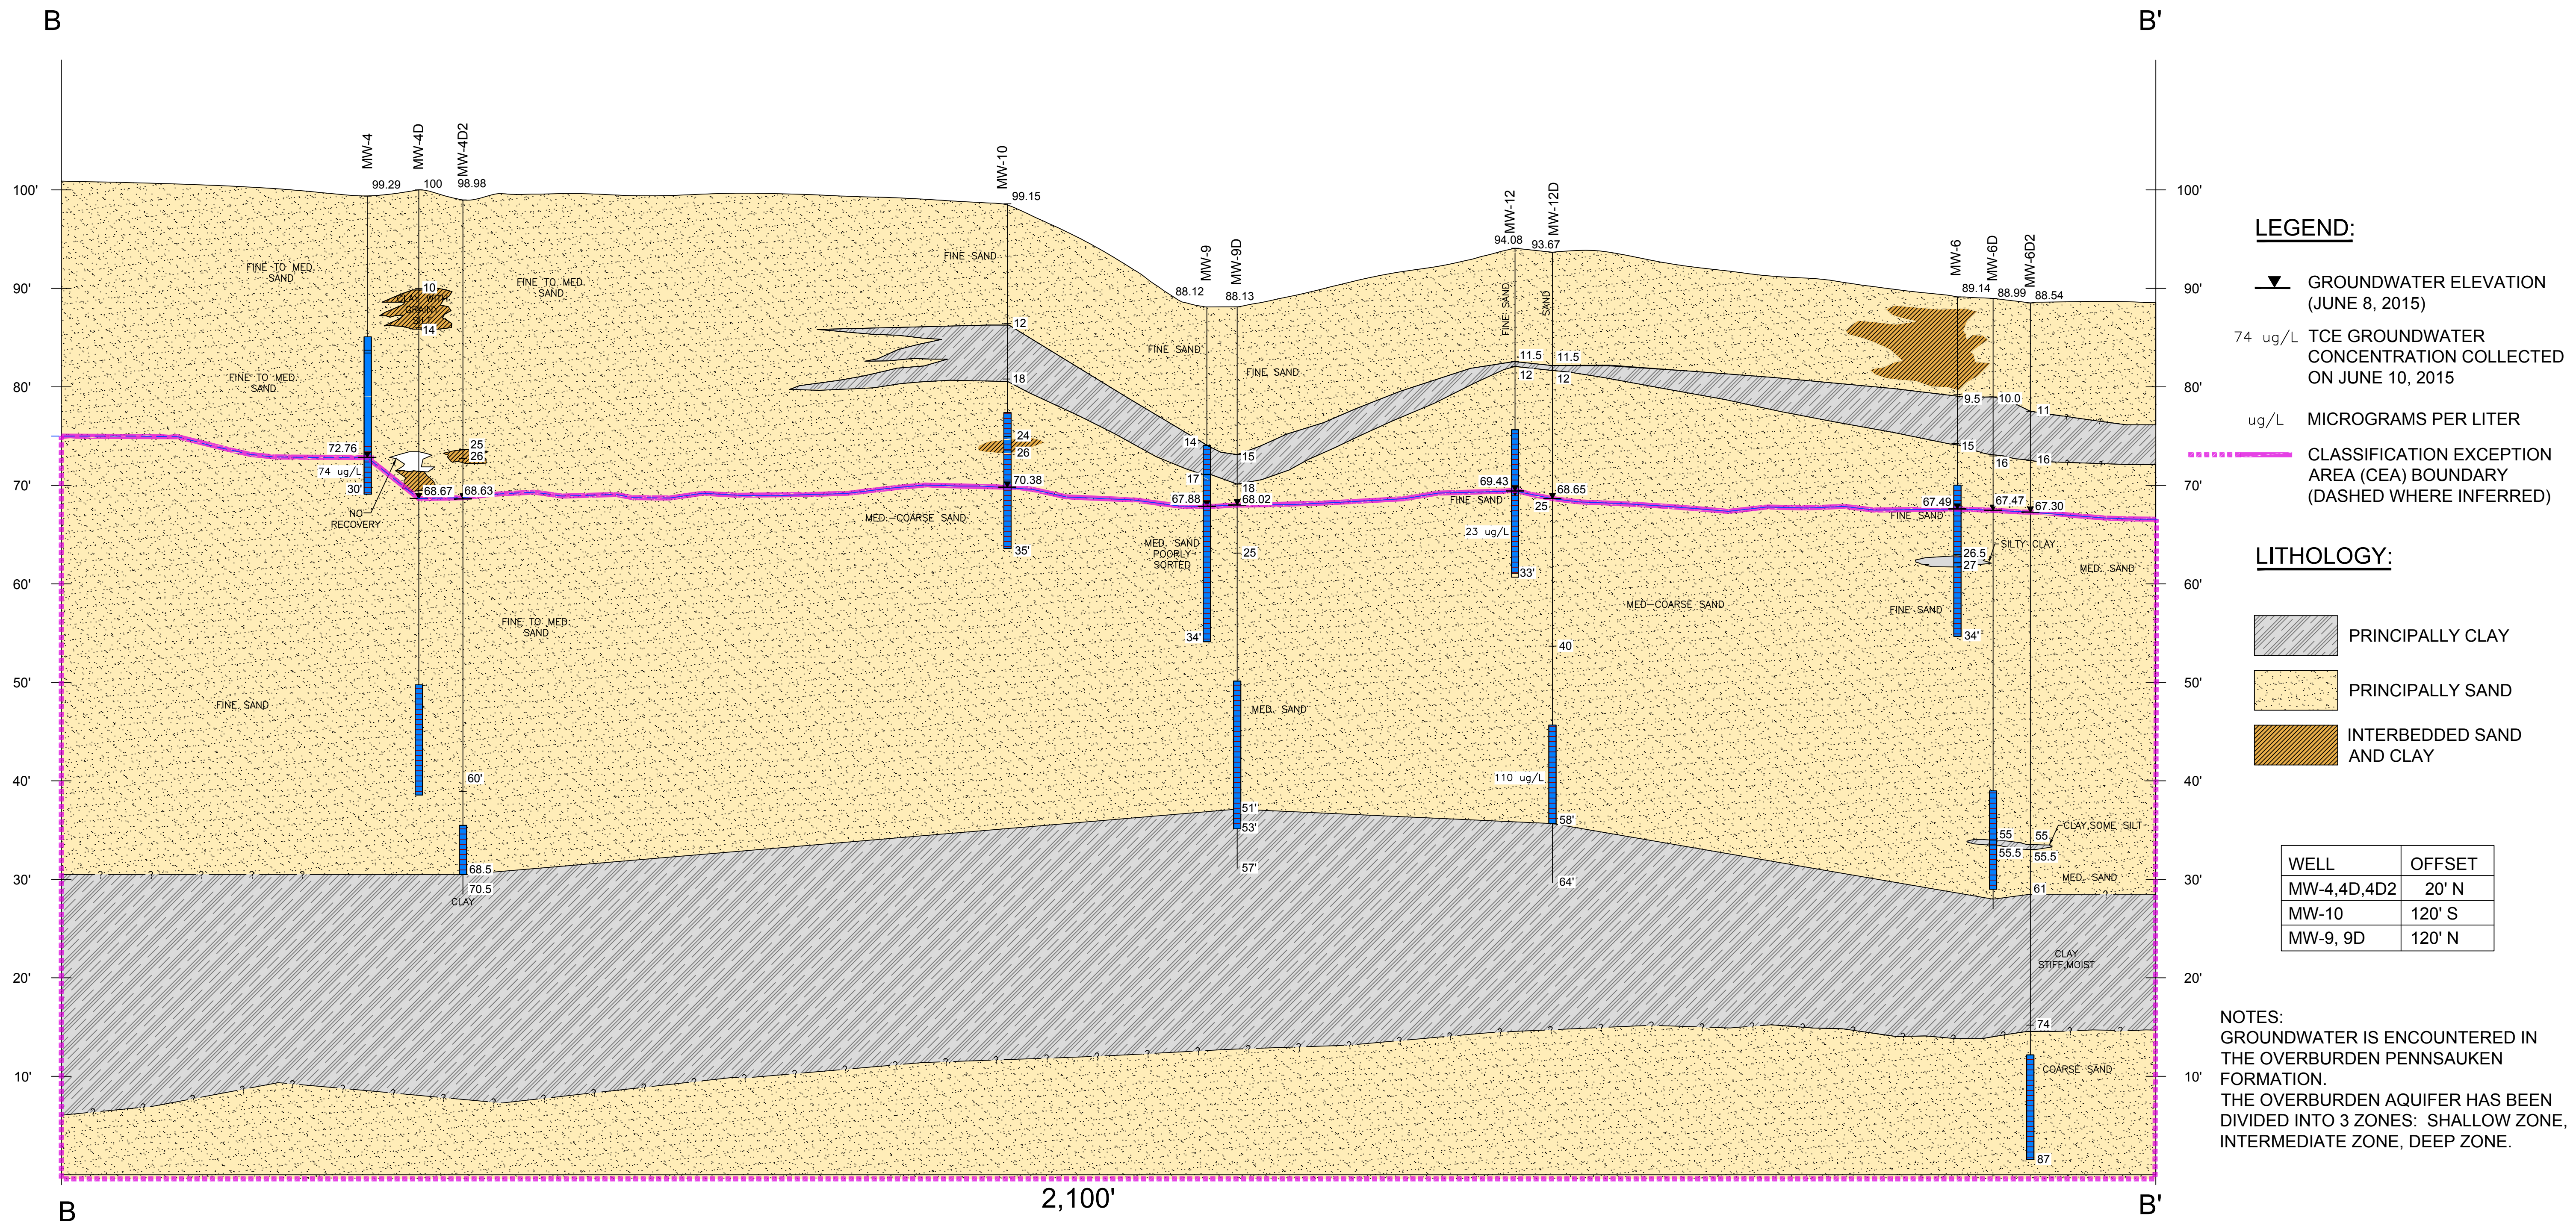 B
B'
MW-4
MW-4D
MW-4D2
MW-10
MW-9
MW-9D
MW-12
MW-12D
MW-6
MW-6D
MW-6D2
99.29
100
98.98
99.15
88.12
88.13
94.08
93.67
89.14
88.99
88.54
100'
90'
80'
70'
60'
50'
40'
30'
20'
10'
100'
90'
80'
70'
60'
50'
40'
30'
20'
10'
FINE TO MED.
SAND
FINE TO MED.
SAND
10
CLAY WITH
GRAINY
SILT
14
FINE TO MED.
SAND
72.76
74 ug/L
30'
NO
RECOVERY
68.67
25
26
68.63
FINE TO MED.
SAND
FINE SAND
60'
68.5
70.5
CLAY
FINE SAND
12
18
24
26
70.38
MED.-COARSE SAND
35'
FINE SAND
FINE SAND
14
15
17
18
67.88
68.02
MED. SAND
POORLY
SORTED
25
34'
MED. SAND
51'
53'
57'
FINE SAND
SAND
11.5
11.5
12
12
69.43
68.65
FINE SAND
25
23 ug/L
33'
MED-COARSE SAND
40
110 ug/L
58'
64'
9.5
10.0
11
15
16
16
67.49
67.47
67.30
FINE SAND
SILTY CLAY
26.5
27
MED. SAND
FINE SAND
34'
CLAY,SOME SILT
55
55
55.5
55.5
MED. SAND
61
CLAY
STIFF,MOIST
74
COARSE SAND
87
B
2,100'
B'
LEGEND:
GROUNDWATER ELEVATION
(JUNE 8, 2015)
74 ug/L TCE GROUNDWATER
CONCENTRATION COLLECTED
ON JUNE 10, 2015
ug/L MICROGRAMS PER LITER
CLASSIFICATION EXCEPTION
AREA (CEA) BOUNDARY
(DASHED WHERE INFERRED)
LITHOLOGY:
PRINCIPALLY CLAY
PRINCIPALLY SAND
INTERBEDDED SAND
AND CLAY
WELL OFFSET
MW-4,4D,4D2 20' N
MW-10 120' S
MW-9, 9D 120' N
NOTES:
GROUNDWATER IS ENCOUNTERED IN
THE OVERBURDEN PENNSAUKEN
FORMATION.
THE OVERBURDEN AQUIFER HAS BEEN
DIVIDED INTO 3 ZONES: SHALLOW ZONE,
INTERMEDIATE ZONE, DEEP ZONE.